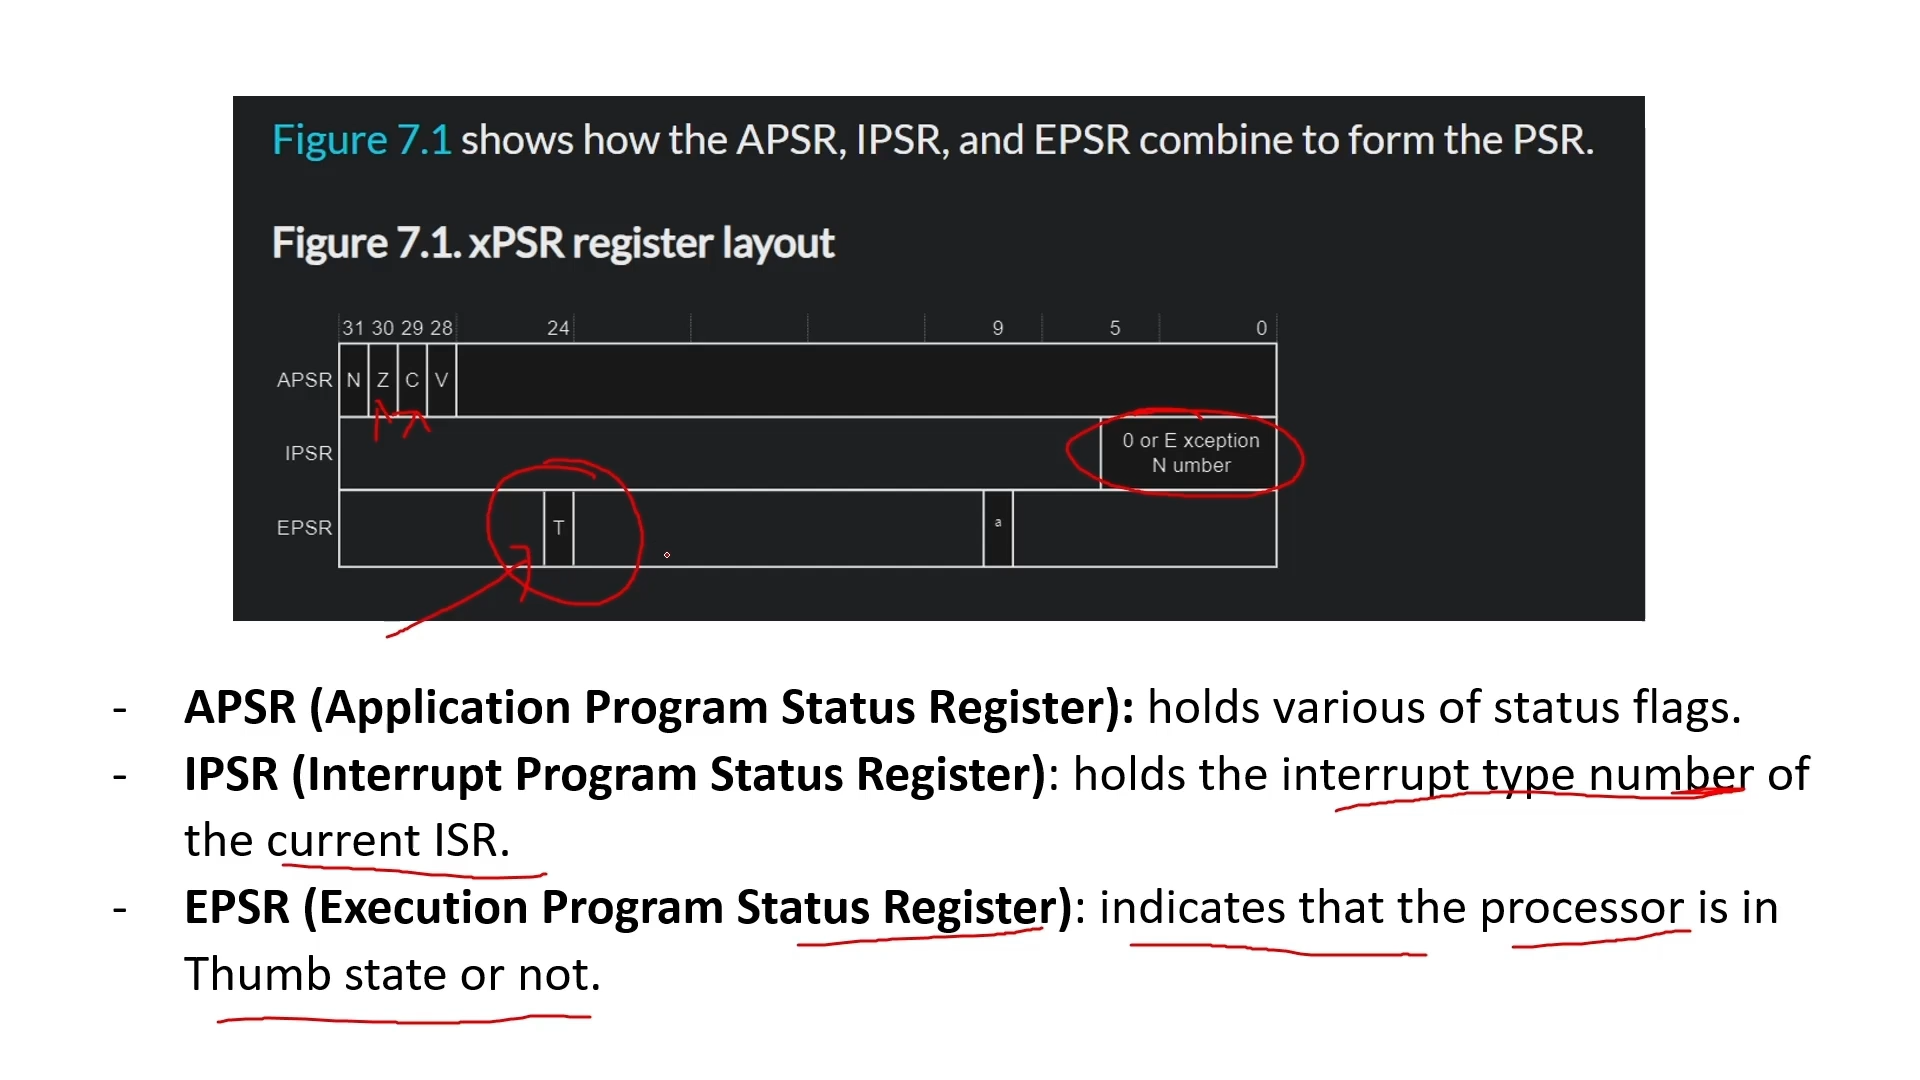 Figure 7.1 shows how the APSR, IPSR, and EPSR combine to form the PSR.
Figure 7.1. xPSR register layout
31 30 29 28 24 9 5 0
APSR N Z C V
IPSR 0 or E xception
N umber
EPSR T a
- APSR (Application Program Status Register): holds various of status flags.
- IPSR (Interrupt Program Status Register): holds the interrupt type number of
the current ISR.
- EPSR (Execution Program Status Register): indicates that the processor is in
Thumb state or not.